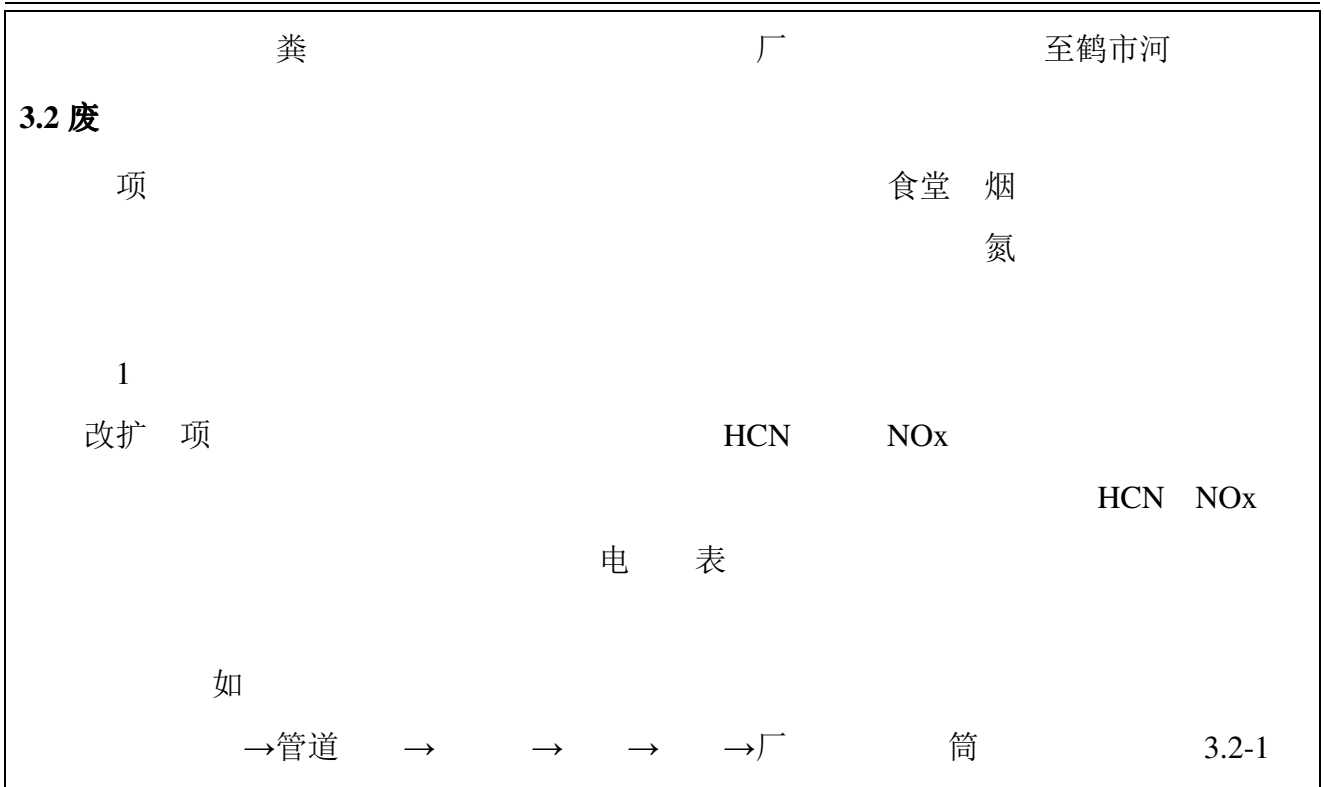 粪 厂 至鹤市河
3.2 废
项 食堂 烟
氮
1
改扩 项 HCN NOx
HCN NOx
电 表
如
→管道 → → → →厂 筒 3.2-1